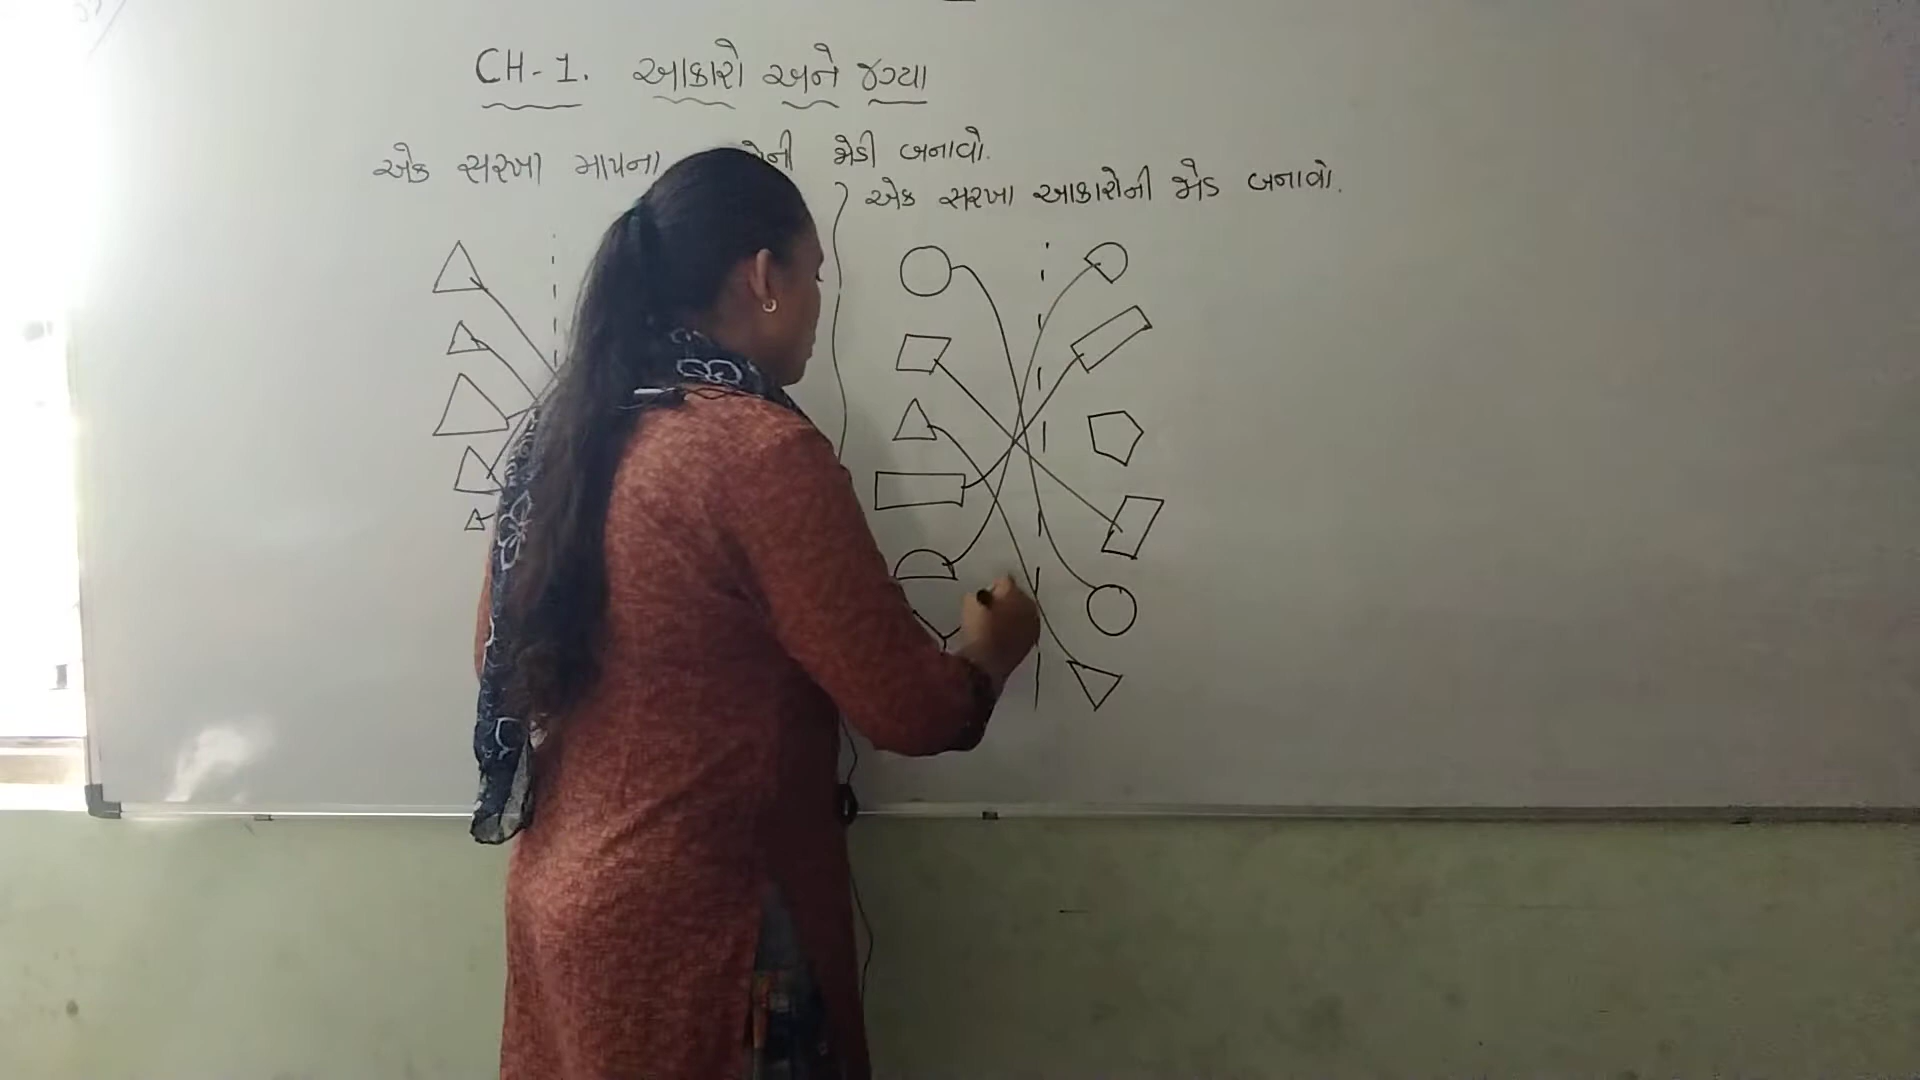 CH-1. આકારો અને જગ્યા
એક સરખા માપના જોડી બનાવો.
એક સરખા આકારોની જોડ બનાવો.